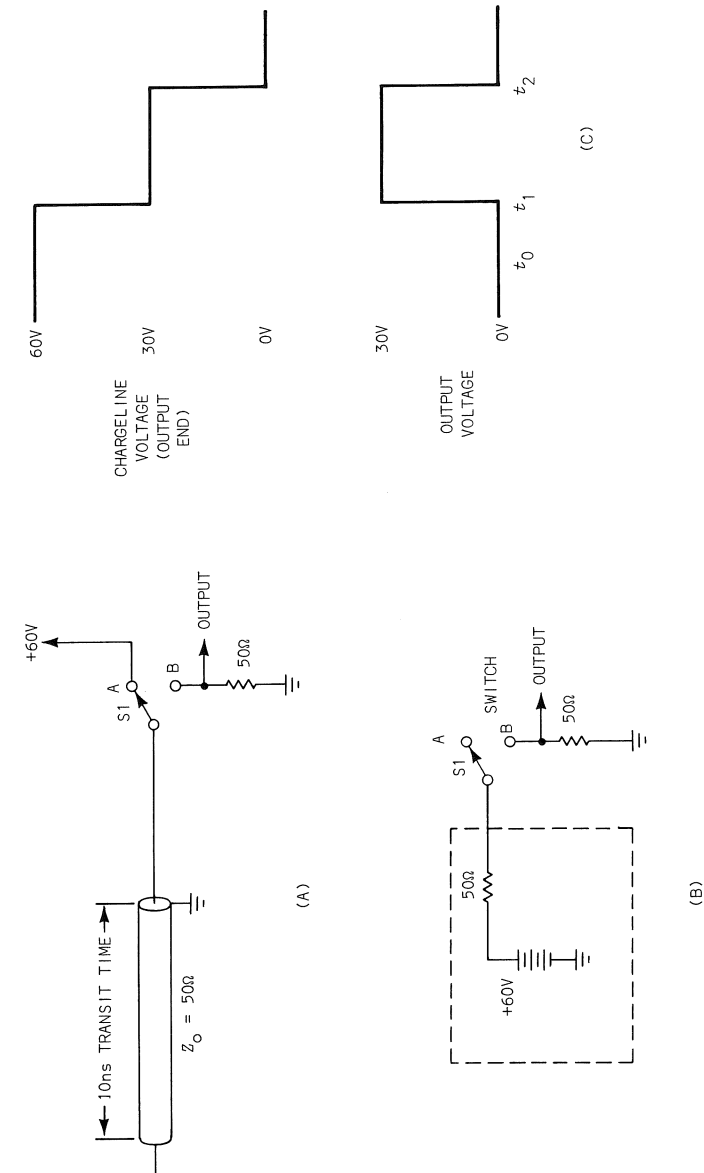 +60V
10ns TRANSIT TIME
A
S1
B
OUTPUT
50Ω
Zo = 50Ω
(A)
A
S1
SWITCH
B
OUTPUT
50Ω
50Ω
+60V
(B)
60V
CHARGELINE
VOLTAGE
(OUTPUT
END)
30V
0V
30V
OUTPUT
VOLTAGE
0V
t0
t1
t2
(C)